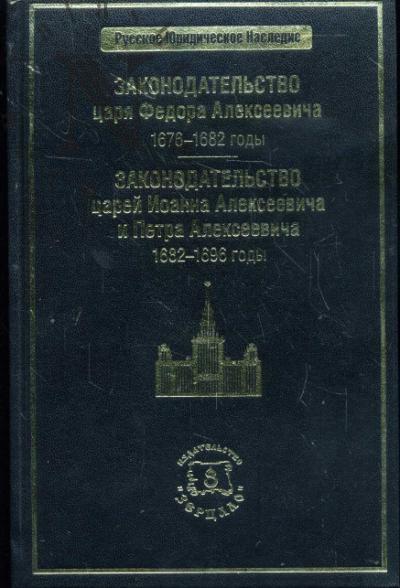 Русское Юридическое Наследие
ЗАКОНОДАТЕЛЬСТВО
царя Федора Алексеевича
1676–1682 годы
ЗАКОНОДАТЕЛЬСТВО
царей Иоанна Алексеевича
и Петра Алексеевича
1682–1696 годы
ИЗДАТЕЛЬСТВО
"ЗЕРЦАЛО"